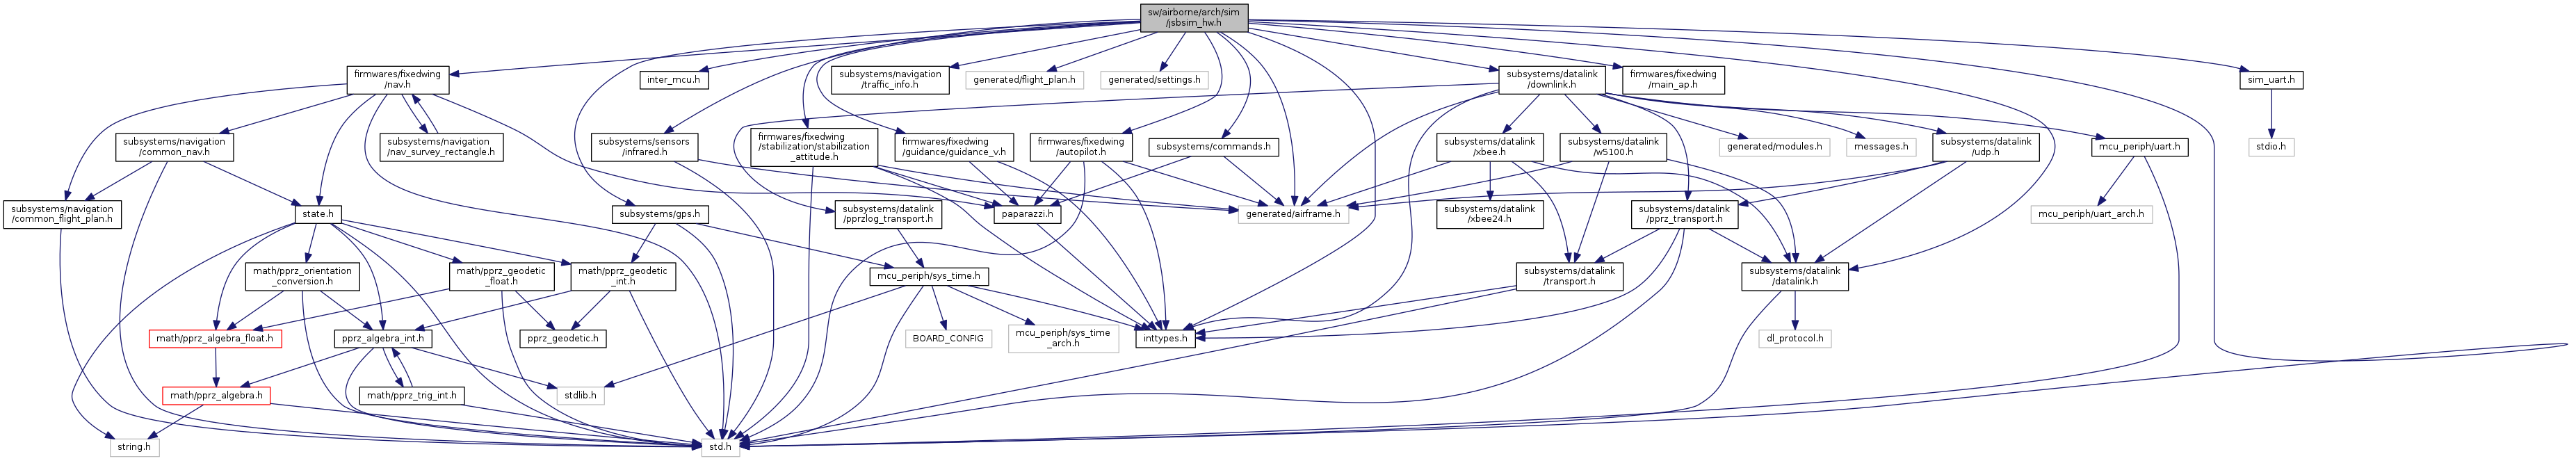 sw/airborne/arch/sim
/jsbsim_hw.h
firmwares/fixedwing
/nav.h
inter_mcu.h
subsystems/navigation
/traffic_info.h
generated/flight_plan.h
generated/settings.h
subsystems/datalink
/downlink.h
firmwares/fixedwing
/main_ap.h
sim_uart.h
subsystems/navigation
/common_nav.h
subsystems/navigation
/nav_survey_rectangle.h
subsystems/sensors
/infrared.h
firmwares/fixedwing
/stabilization/stabilization
_attitude.h
firmwares/fixedwing
/guidance/guidance_v.h
firmwares/fixedwing
/autopilot.h
subsystems/commands.h
subsystems/datalink
/xbee.h
subsystems/datalink
/w5100.h
generated/modules.h
messages.h
subsystems/datalink
/udp.h
mcu_periph/uart.h
stdio.h
subsystems/navigation
/common_flight_plan.h
state.h
subsystems/gps.h
subsystems/datalink
/pprzlog_transport.h
paparazzi.h
generated/airframe.h
subsystems/datalink
/xbee24.h
subsystems/datalink
/pprz_transport.h
mcu_periph/uart_arch.h
math/pprz_orientation
_conversion.h
math/pprz_geodetic
_float.h
math/pprz_geodetic
_int.h
mcu_periph/sys_time.h
subsystems/datalink
/transport.h
subsystems/datalink
/datalink.h
math/pprz_algebra_float.h
pprz_algebra_int.h
pprz_geodetic.h
BOARD_CONFIG
mcu_periph/sys_time
_arch.h
inttypes.h
dl_protocol.h
math/pprz_algebra.h
math/pprz_trig_int.h
stdlib.h
string.h
std.h